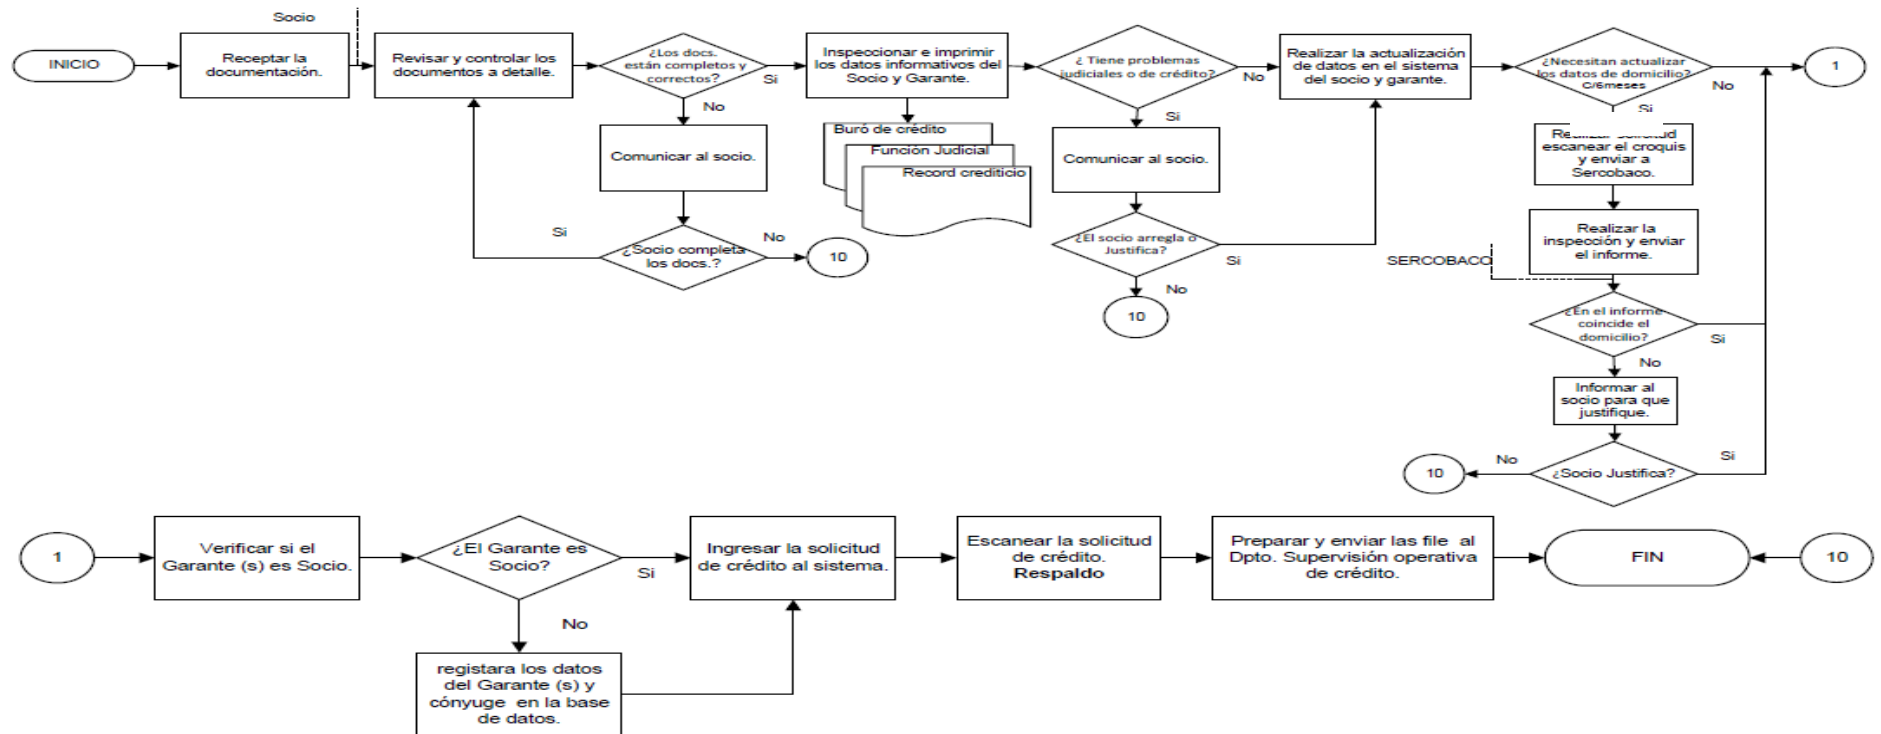 Socio
INICIO
Receptar la
documentación.
Revisar y controlar los
documentos a detalle.
¿Los docs.
están completos y
correctos?
Si
No
Comunicar al socio.
¿Socio completa
los docs.?
Si
No
10
Inspeccionar e imprimir
los datos informativos del
Socio y Garante.
Buró de crédito
Función Judicial
Record crediticio
¿ Tiene problemas
judiciales o de crédito?
No
Si
Comunicar al socio.
¿El socio arregla o
Justifica?
Si
No
10
Realizar la actualización
de datos en el sistema
del socio y garante.
¿Necesitan actualizar
los datos de domicilio?
C/6meses
No
1
Si
escanear el croquis
y enviar a
Sercobaco.
Realizar la
inspección y enviar
el informe.
SERCOBACO
¿En el informe
coincide el
domicilio?
Si
No
Informar al
socio para que
justifique.
¿Socio Justifica?
Si
No
10
1
Verificar si el
Garante (s) es Socio.
¿El Garante es
Socio?
Si
No
registara los datos
del Garante (s) y
cónyuge en la base
de datos.
Ingresar la solicitud
de crédito al sistema.
Escanear la solicitud
de crédito.
Respaldo
Preparar y enviar las file al
Dpto. Supervisión operativa
de crédito.
FIN
10